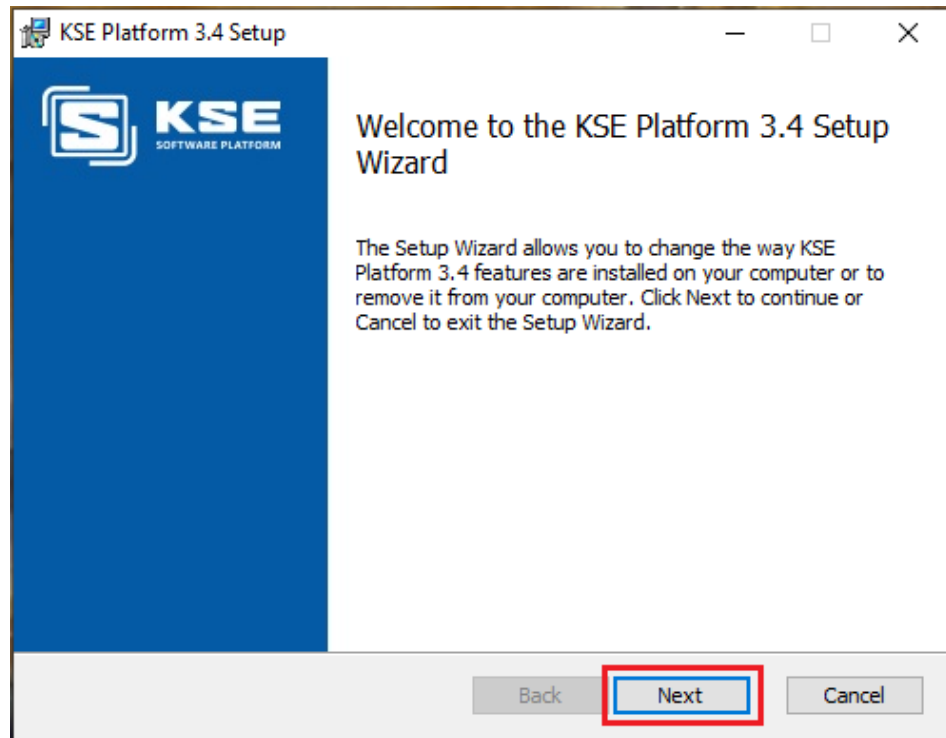 KSE Platform 3.4 Setup
S KSE
SOFTWARE PLATFORM
Welcome to the KSE Platform 3.4 Setup
Wizard
The Setup Wizard allows you to change the way KSE
Platform 3.4 features are installed on your computer or to
remove it from your computer. Click Next to continue or
Cancel to exit the Setup Wizard.
Back Next Cancel